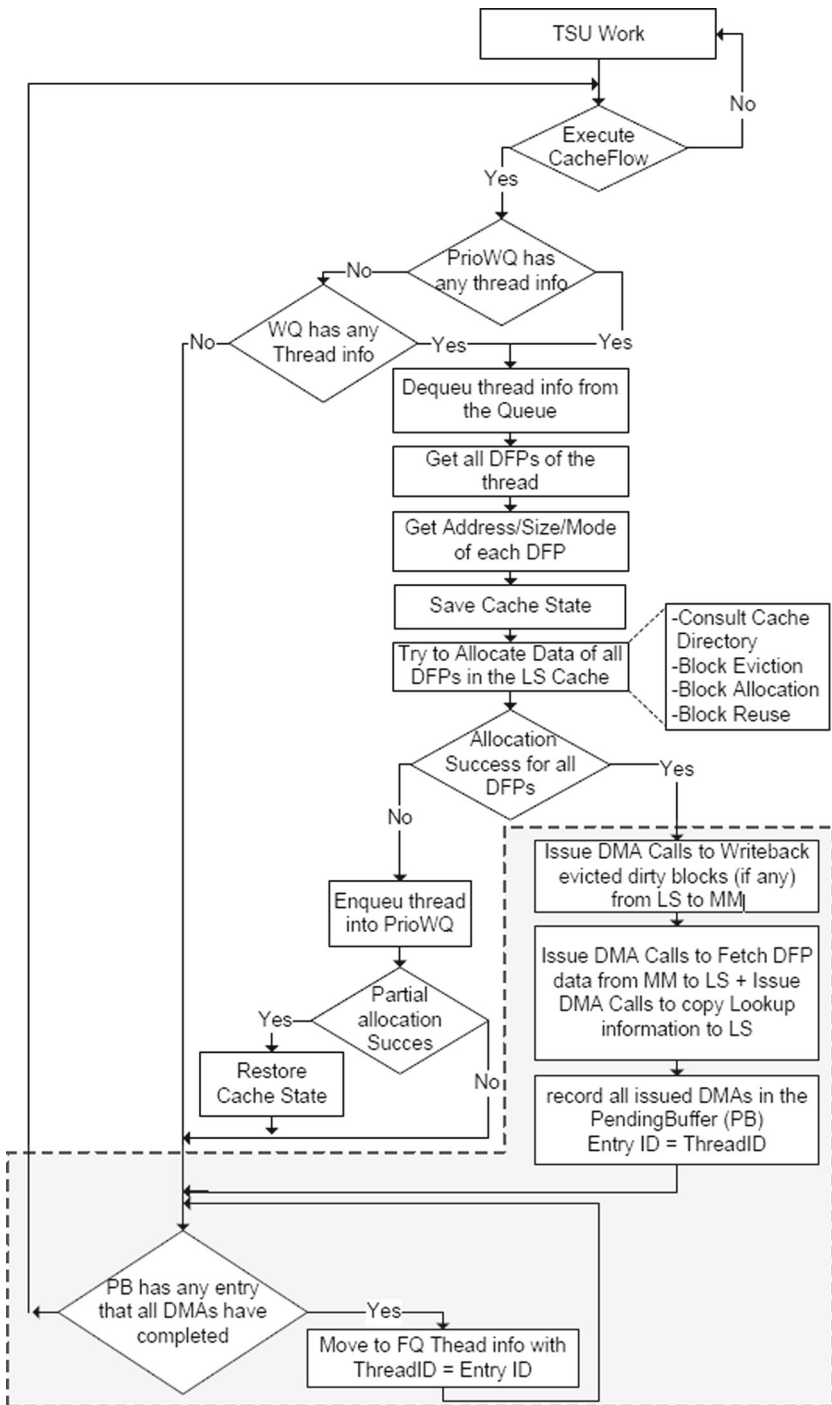 TSU Work
No
Execute
CacheFlow
Yes
PrioWQ has
any thread info
No
WQ has any
Thread info
No
Yes
Yes
Dequeu thread info from
the Queue
Get all DFPs of the
thread
Get Address/Size/Mode
of each DFP
Save Cache State
Try to Allocate Data of all
DFPs in the LS Cache
-Consult Cache
Directory
-Block Eviction
-Block Allocation
-Block Reuse
Allocation
Success for all
DFPs
Yes
No
Issue DMA Calls to Writeback
evicted dirty blocks (if any)
from LS to MM
Enqueu thread
into PrioWQ
Issue DMA Calls to Fetch DFP
data from MM to LS + Issue
DMA Calls to copy Lookup
information to LS
Partial
allocation
Succes
Yes
No
Restore
Cache State
record all issued DMAs in the
PendingBuffer (PB)
Entry ID = ThreadID
PB has any entry
that all DMAs have
completed
Yes
Move to FQ Thead info with
ThreadID = Entry ID